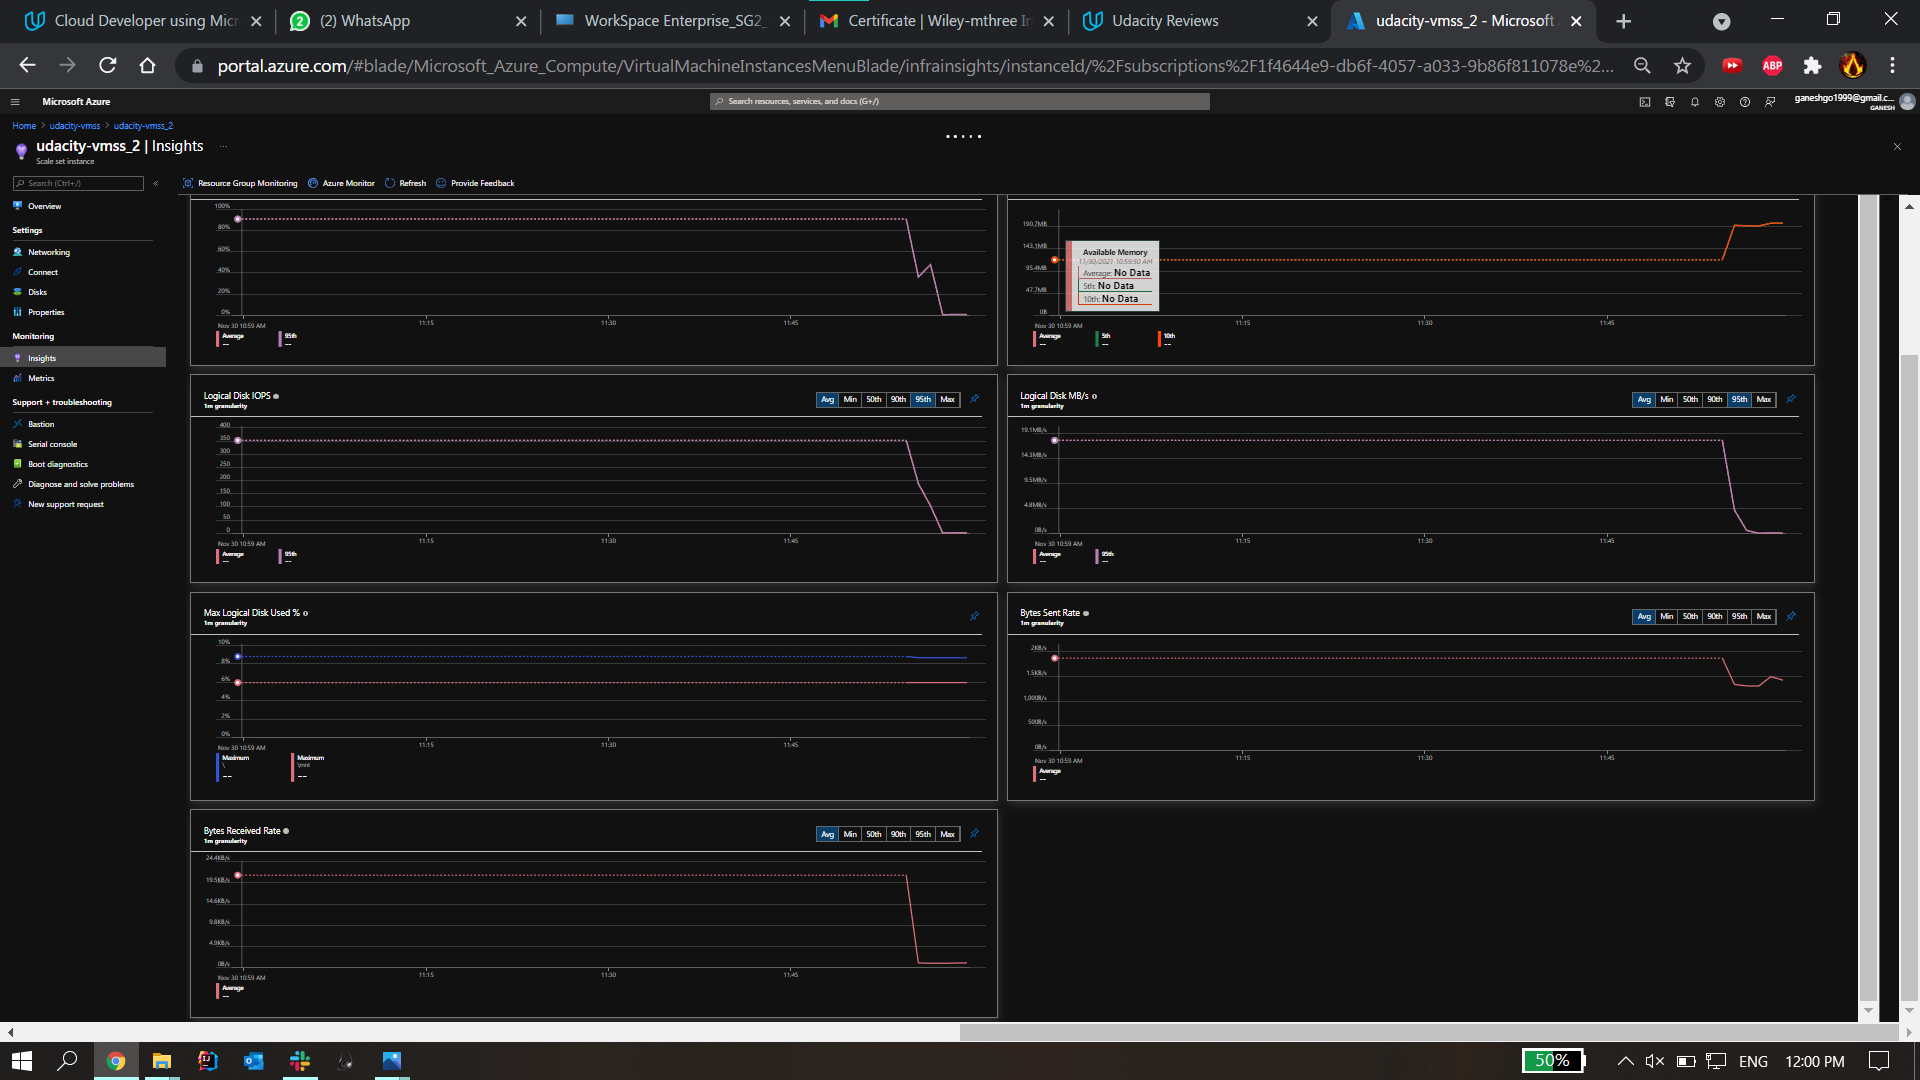 Cloud Developer using Micr
(2) WhatsApp
WorkSpace Enterprise_SG2_
Certificate | Wiley-mthree In
Udacity Reviews
udacity-vmss_2 - Microsoft
portal.azure.com/#blade/Microsoft_Azure_Compute/VirtualMachineInstancesMenuBlade/infrainsights/instanceId/%2Fsubscriptions%2F1f4644e9-db6f-4057-a033-9b86f811078e%2...
ABP
Microsoft Azure
Search resources, services, and docs (G+/)
ganeshgo1999@gmail.c...
GANESH
Home > udacity-vmss > udacity-vmss_2
udacity-vmss_2 | Insights ...
Scale set instance
Search (Ctrl+/)
«
Resource Group Monitoring
Azure Monitor
Refresh
Provide Feedback
Overview
Settings
Networking
Connect
Disks
Properties
Monitoring
Insights
Metrics
Support + troubleshooting
Bastion
Serial console
Boot diagnostics
Diagnose and solve problems
New support request
100%
80%
60%
40%
20%
0%
Nov 30 10:59 AM 11:15 11:30 11:45
Average
--
95th
--
190.7MB
143.1MB
95.4MB
47.7MB
0B
Available Memory
11/30/2021 10:59:50 AM
Average: No Data
5th: No Data
10th: No Data
Nov 30 10:59 AM 11:15 11:30 11:45
Average
--
5th
--
10th
--
Logical Disk IOPS
1m granularity
Avg Min 50th 90th 95th Max
400
350
300
250
200
150
100
50
0
Nov 30 10:59 AM 11:15 11:30 11:45
Average
--
95th
--
Logical Disk MB/s
1m granularity
Avg Min 50th 90th 95th Max
19.1MB/s
14.3MB/s
9.5MB/s
4.8MB/s
0B/s
Nov 30 10:59 AM 11:15 11:30 11:45
Average
--
95th
--
Max Logical Disk Used %
1m granularity
10%
8%
6%
4%
2%
0%
Nov 30 10:59 AM 11:15 11:30 11:45
Maximum
\
--
Maximum
\mnt
--
Bytes Sent Rate
1m granularity
Avg Min 50th 90th 95th Max
2KB/s
1.5KB/s
1,000B/s
500B/s
0B/s
Nov 30 10:59 AM 11:15 11:30 11:45
Average
--
Bytes Received Rate
1m granularity
Avg Min 50th 90th 95th Max
24.4KB/s
19.5KB/s
14.6KB/s
9.8KB/s
4.9KB/s
0B/s
Nov 30 10:59 AM 11:15 11:30 11:45
Average
--
50%
ENG
12:00 PM